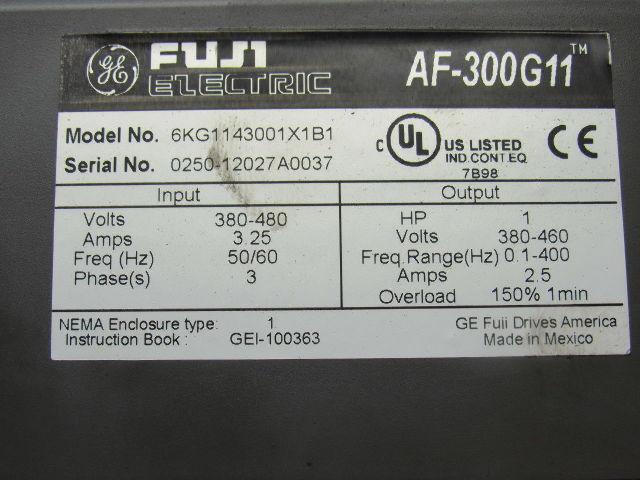 GE FUJI ELECTRIC AF-300G11™
Model No. 6KG1143001X1B1
Serial No. 0250-12027A0037
C UL US LISTED
IND.CONT.EQ.
7B98
CE
Input
Volts 380-480
Amps 3.25
Freq (Hz) 50/60
Phase(s) 3
Output
HP 1
Volts 380-460
Freq.Range(Hz) 0.1-400
Amps 2.5
Overload 150% 1min
NEMA Enclosure type: 1
Instruction Book : GEI-100363
GE Fuji Drives America
Made in Mexico